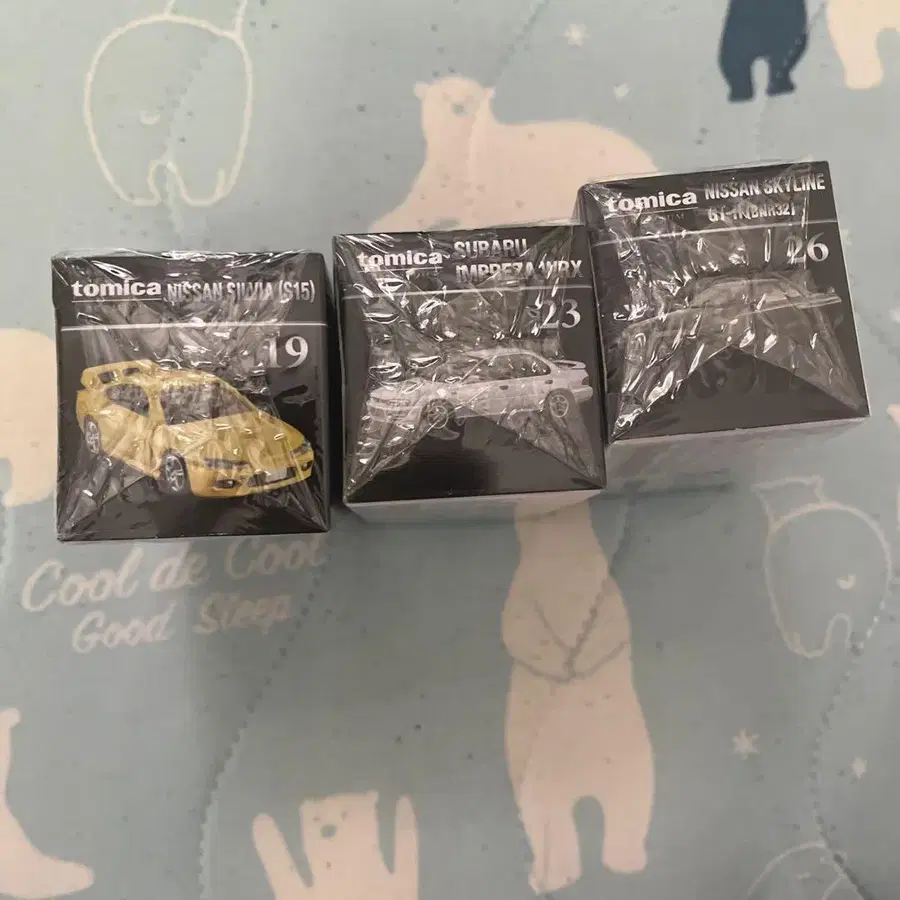 tomica NISSAN SILVIA (S15)
19
tomica SUBARU
IMPREZA WRX
23
tomica NISSAN SKYLINE
GT-R(BNR32)
26
Cool de Cool
Good Sleep